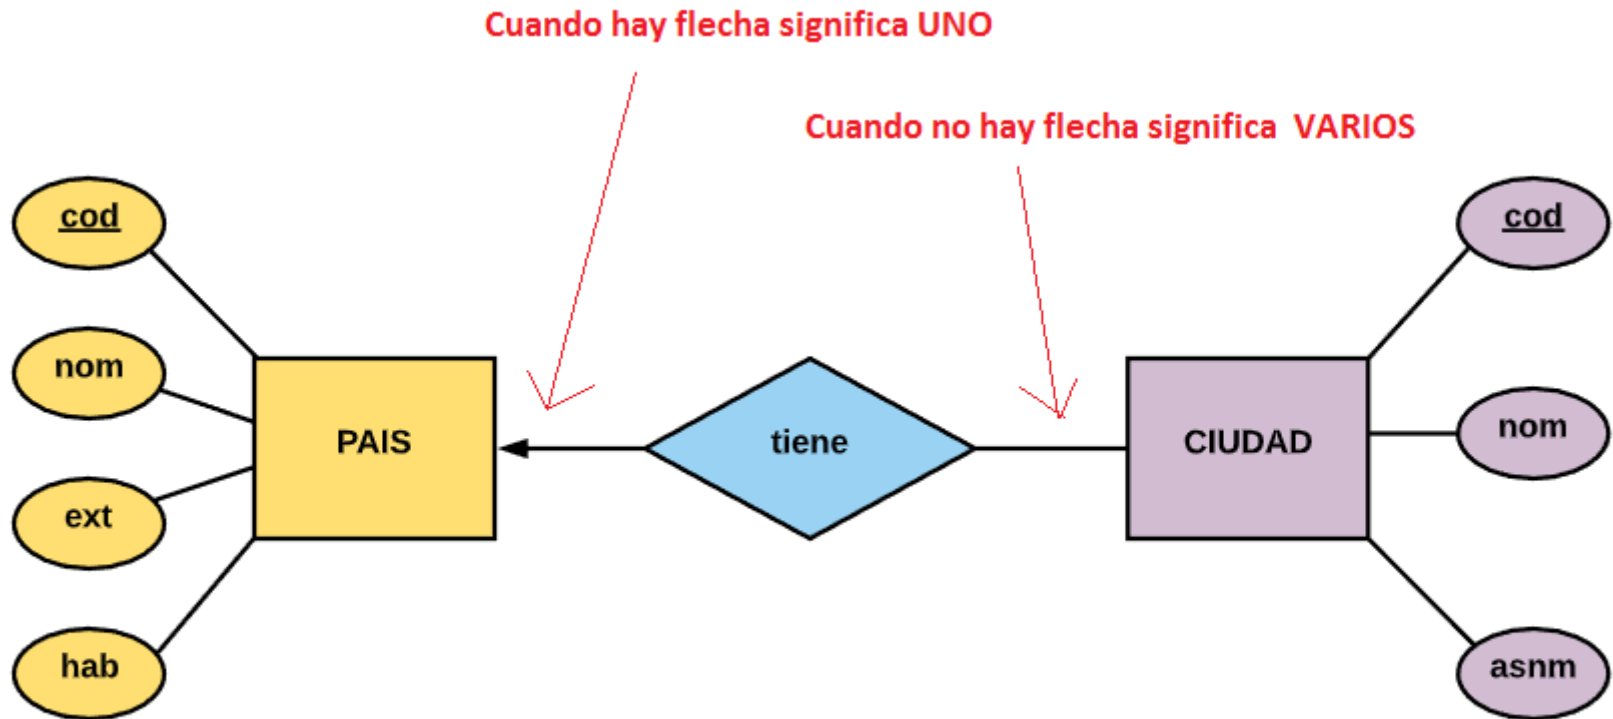 Cuando hay flecha significa UNO
Cuando no hay flecha significa VARIOS
cod
nom
ext
hab
PAIS
tiene
CIUDAD
cod
nom
asnm